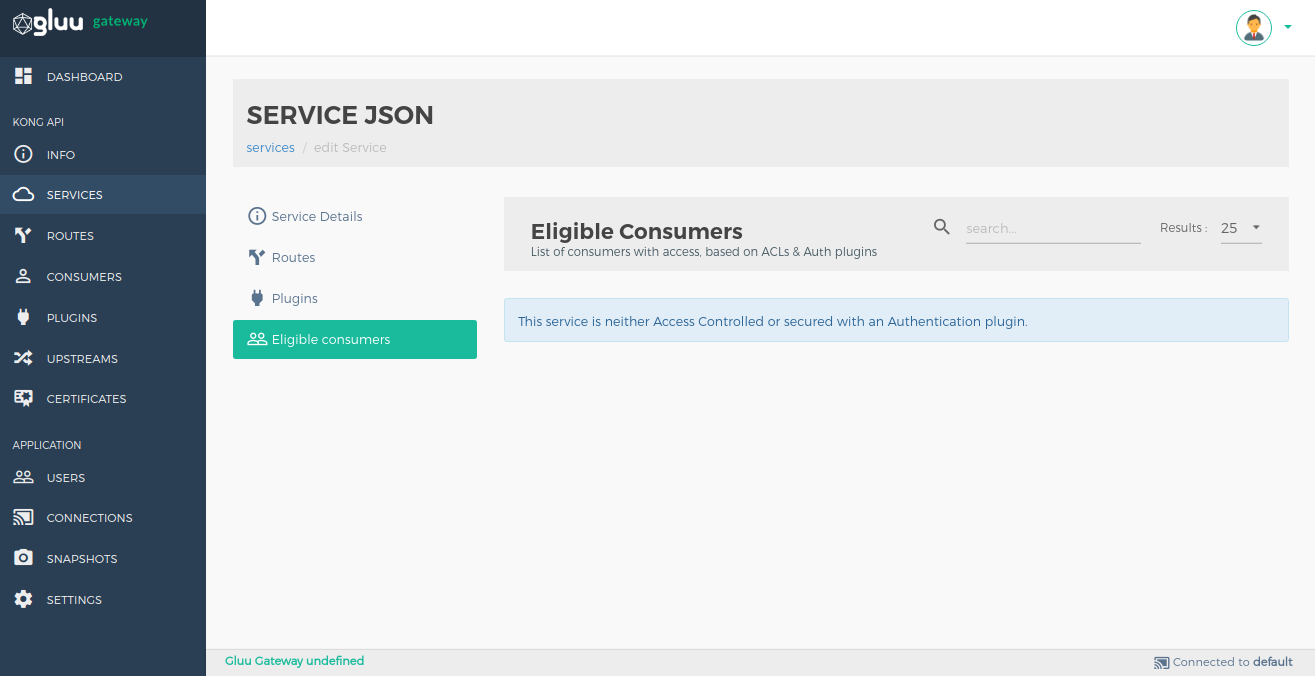 gluu gateway
DASHBOARD
KONG API
INFO
SERVICES
ROUTES
CONSUMERS
PLUGINS
UPSTREAMS
CERTIFICATES
APPLICATION
USERS
CONNECTIONS
SNAPSHOTS
SETTINGS
SERVICE JSON
services / edit Service
Service Details
Routes
Plugins
Eligible consumers
Eligible Consumers
List of consumers with access, based on ACLs & Auth plugins
search...
Results : 25
This service is neither Access Controlled or secured with an Authentication plugin.
Gluu Gateway undefined
Connected to default